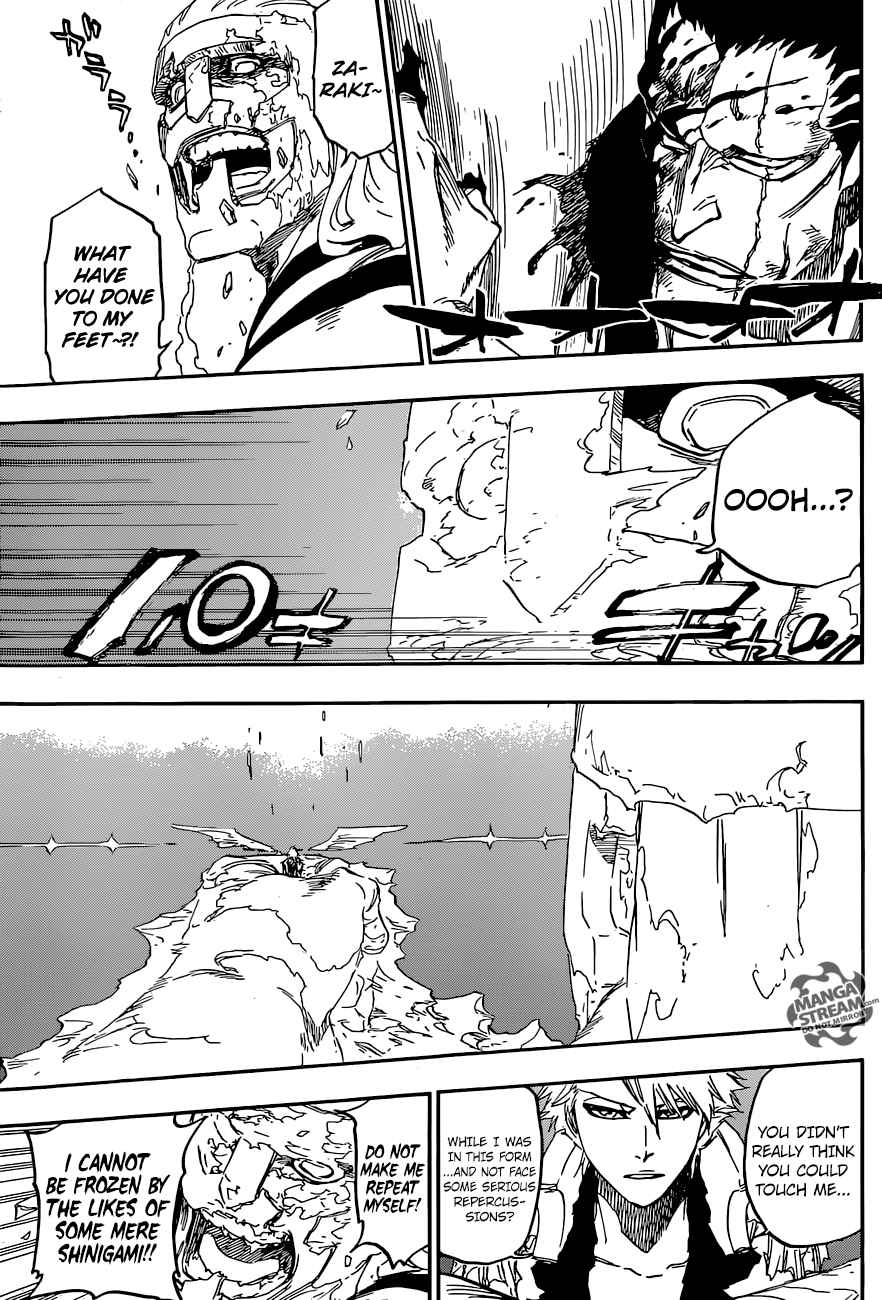 ZA-
RAKI~
WHAT
HAVE
YOU DONE
TO MY
FEET~?!
OOOH...?
MANGA
STREAM.com
DO NOT MIRROR
YOU DIDN'T
REALLY THINK
YOU COULD
TOUCH ME...
WHILE I WAS
IN THIS FORM
...AND NOT FACE
SOME SERIOUS
REPERCUS-
SIONS?
DO NOT
MAKE ME
REPEAT
MYSELF!
I CANNOT
BE FROZEN BY
THE LIKES OF
SOME MERE
SHINIGAMI!!